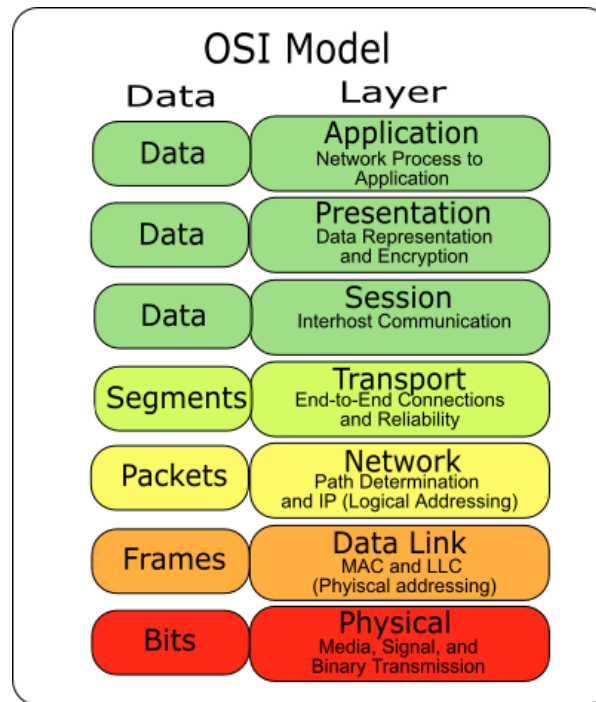 OSI Model
Data Layer
Data
Application
Network Process to
Application
Data
Presentation
Data Representation
and Encryption
Data
Session
Interhost Communication
Segments
Transport
End-to-End Connections
and Reliability
Packets
Network
Path Determination
and IP (Logical Addressing)
Frames
Data Link
MAC and LLC
(Phyiscal addressing)
Bits
Physical
Media, Signal, and
Binary Transmission